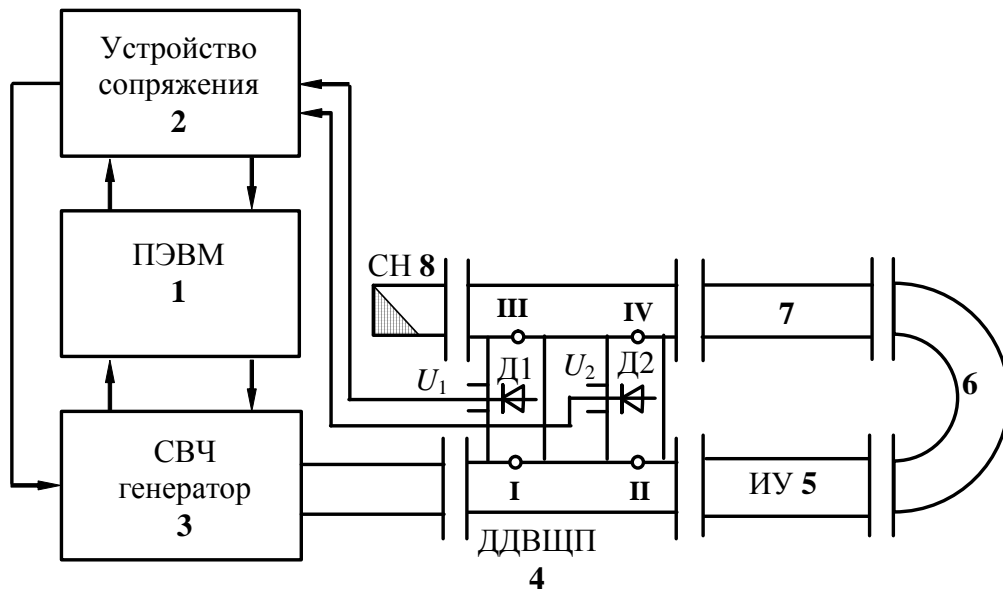 Устройство
сопряжения
2
ПЭВМ
1
СВЧ
генератор
3
СН 8
III
IV
7
U1
Д1
U2
Д2
6
I
II
ИУ 5
ДДВЩП
4